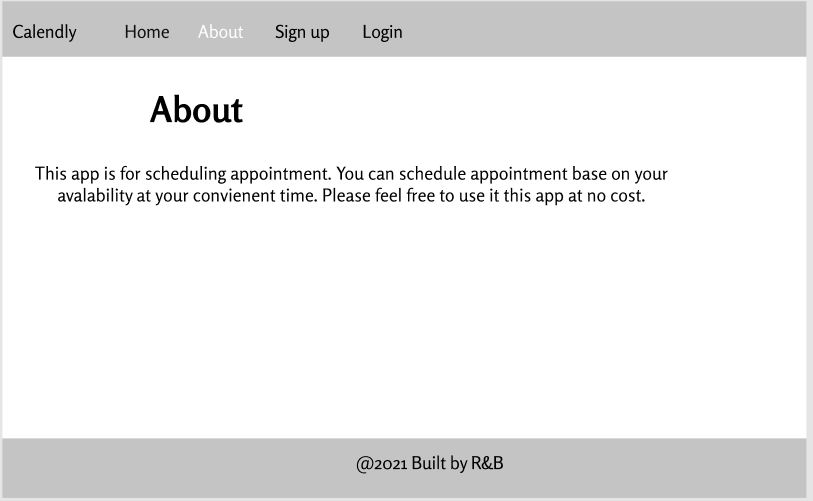 Calendly Home About Sign up Login
About
This app is for scheduling appointment. You can schedule appointment base on your
avalability at your convienent time. Please feel free to use it this app at no cost.
@2021 Built by R&B